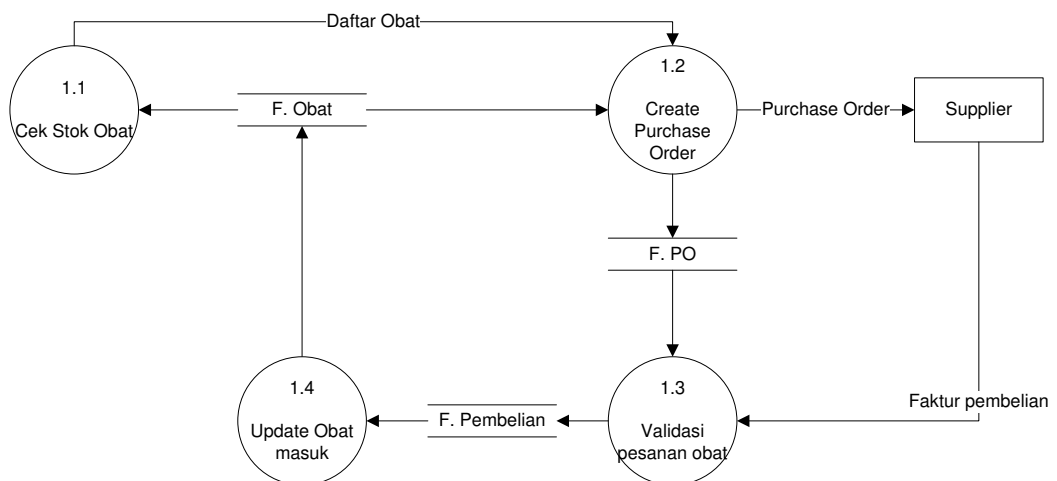 Daftar Obat
1.1
Cek Stok Obat
F. Obat
1.2
Create
Purchase
Order
Purchase Order
Supplier
F. PO
1.4
Update Obat
masuk
F. Pembelian
1.3
Validasi
pesanan obat
Faktur pembelian